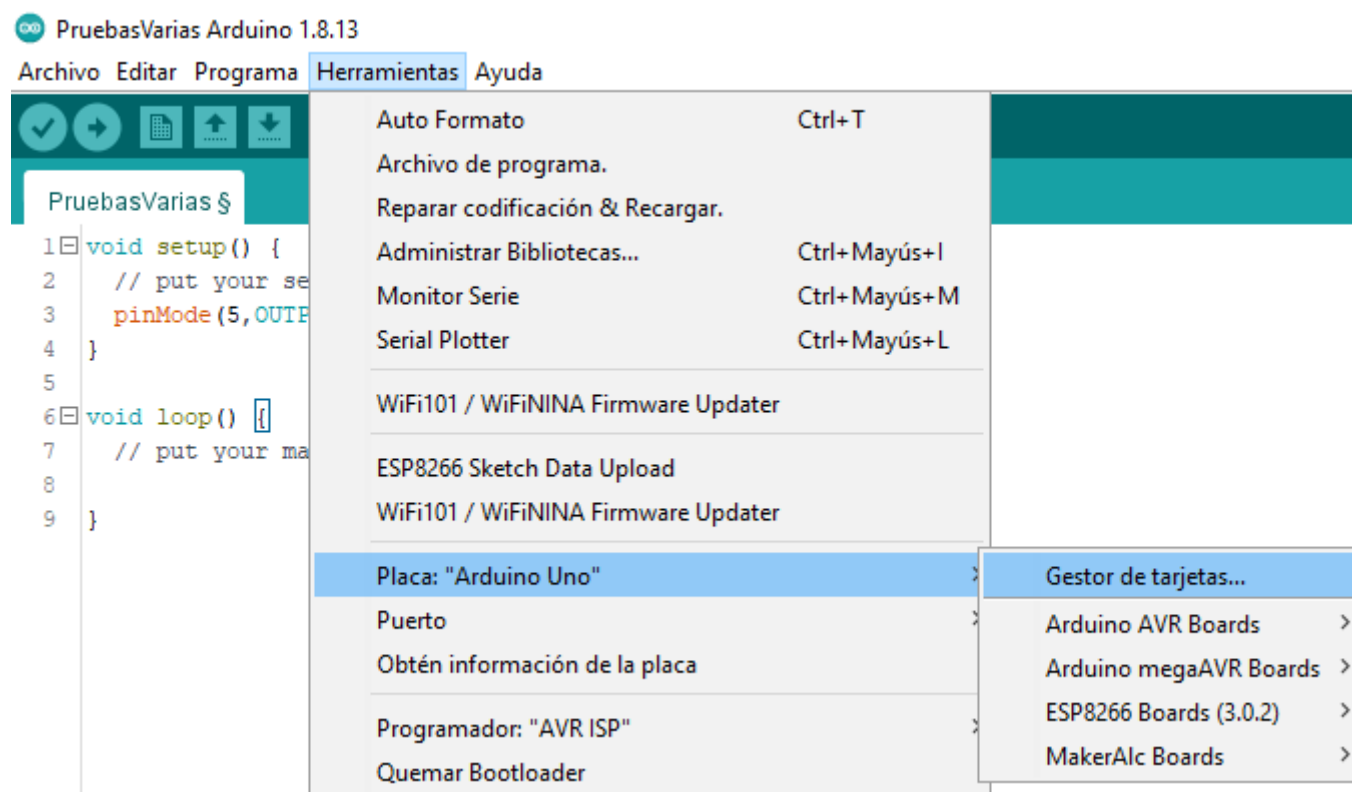 PruebasVarias Arduino 1.8.13
Archivo Editar Programa Herramientas Ayuda
Auto Formato Ctrl+T
Archivo de programa.
Reparar codificación & Recargar.
Administrar Bibliotecas... Ctrl+Mayús+I
Monitor Serie Ctrl+Mayús+M
Serial Plotter Ctrl+Mayús+L
WiFi101 / WiFiNINA Firmware Updater
ESP8266 Sketch Data Upload
WiFi101 / WiFiNINA Firmware Updater
Placa: "Arduino Uno"
Puerto
Obtén información de la placa
Programador: "AVR ISP"
Quemar Bootloader
Gestor de tarjetas...
Arduino AVR Boards
Arduino megaAVR Boards
ESP8266 Boards (3.0.2)
MakerAlc Boards
PruebasVarias §
1 void setup() {
2 // put your se
3 pinMode(5,OUTP
4 }
5
6 void loop() {
7 // put your ma
8
9 }